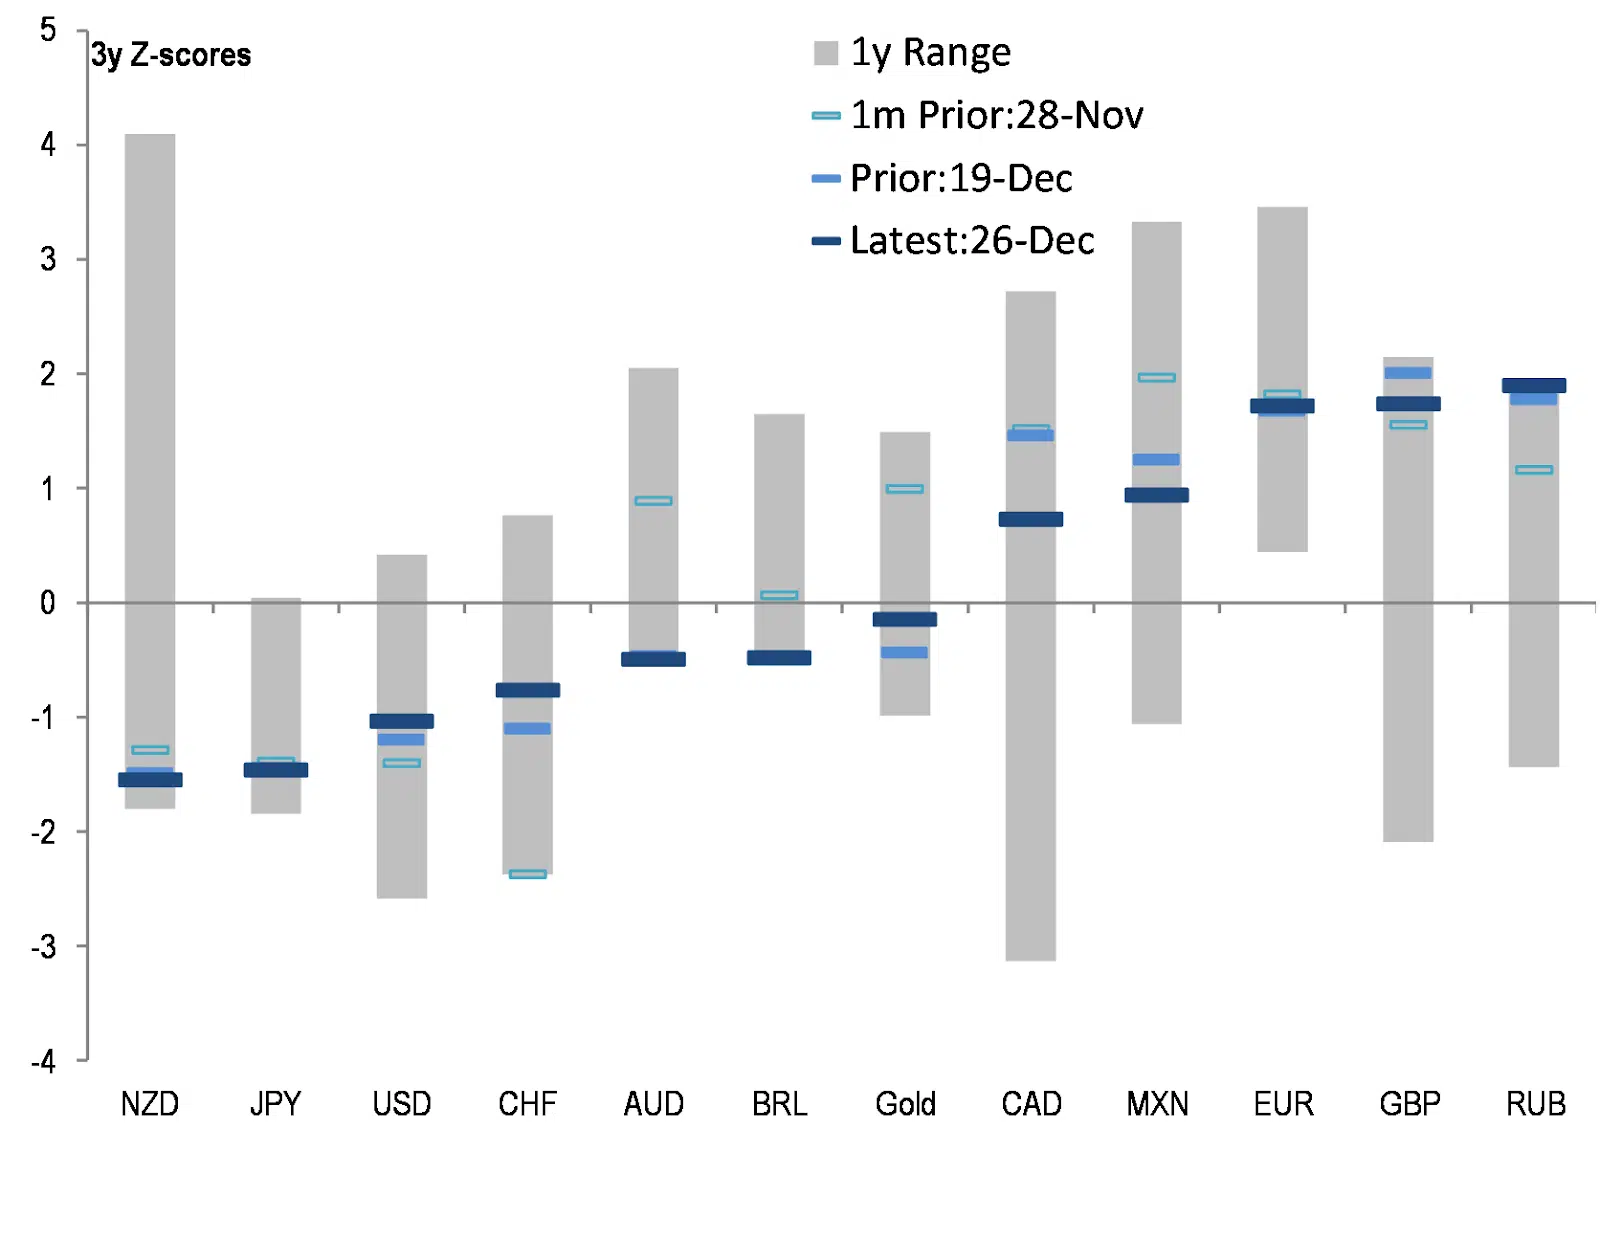 3y Z-scores
1y Range
1m Prior:28-Nov
Prior:19-Dec
Latest:26-Dec
5
4
3
2
1
0
-1
-2
-3
-4
NZD JPY USD CHF AUD BRL Gold CAD MXN EUR GBP RUB